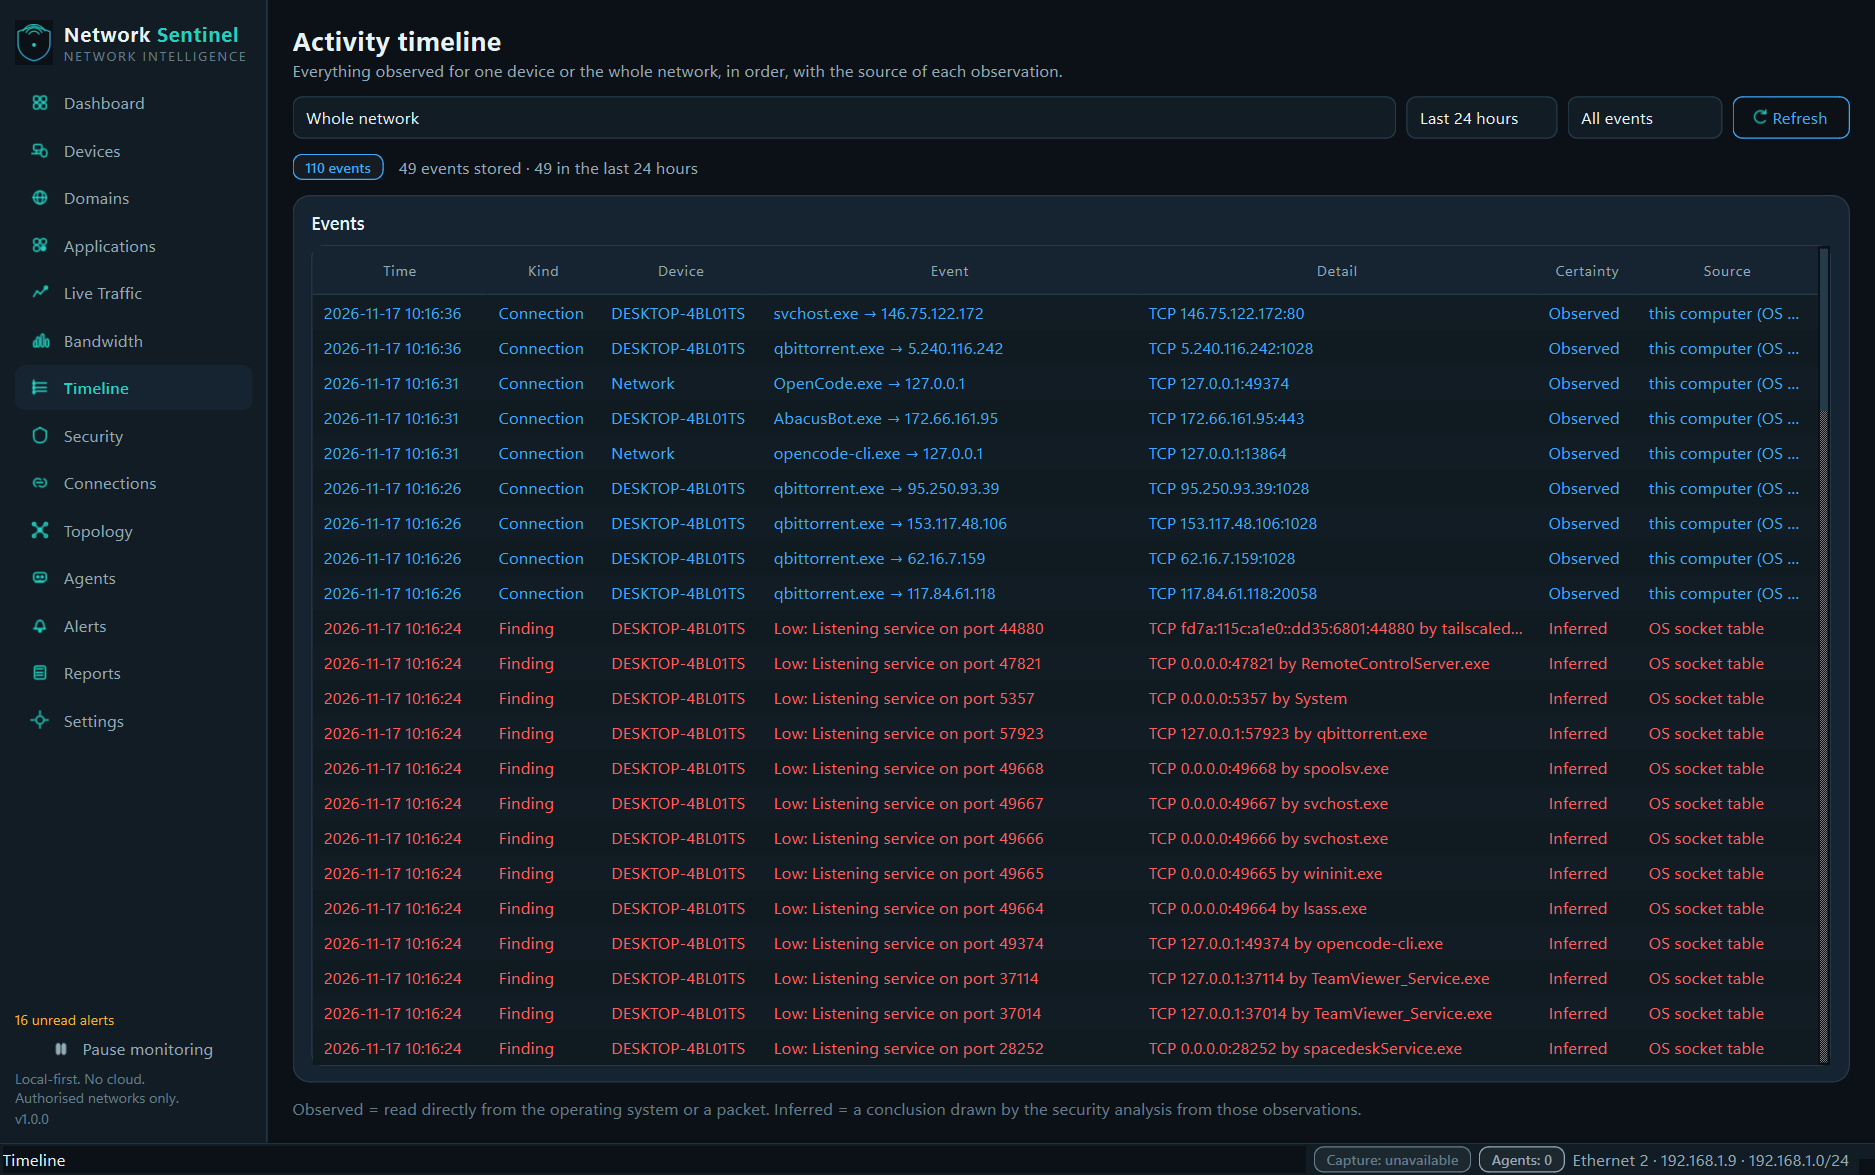 Network Sentinel
NETWORK INTELLIGENCE
Dashboard
Devices
Domains
Applications
Live Traffic
Bandwidth
Timeline
Security
Connections
Topology
Agents
Alerts
Reports
Settings
16 unread alerts
Pause monitoring
Local-first. No cloud.
Authorised networks only.
v1.0.0
Activity timeline
Everything observed for one device or the whole network, in order, with the source of each observation.
Whole network Last 24 hours All events Refresh
110 events 49 events stored · 49 in the last 24 hours
Events
Time Kind Device Event Detail Certainty Source
2026-11-17 10:16:36 Connection DESKTOP-4BL01TS svchost.exe → 146.75.122.172 TCP 146.75.122.172:80 Observed this computer (OS ...
2026-11-17 10:16:36 Connection DESKTOP-4BL01TS qbittorrent.exe → 5.240.116.242 TCP 5.240.116.242:1028 Observed this computer (OS ...
2026-11-17 10:16:31 Connection Network OpenCode.exe → 127.0.0.1 TCP 127.0.0.1:49374 Observed this computer (OS ...
2026-11-17 10:16:31 Connection DESKTOP-4BL01TS AbacusBot.exe → 172.66.161.95 TCP 172.66.161.95:443 Observed this computer (OS ...
2026-11-17 10:16:31 Connection Network opencode-cli.exe → 127.0.0.1 TCP 127.0.0.1:13864 Observed this computer (OS ...
2026-11-17 10:16:26 Connection DESKTOP-4BL01TS qbittorrent.exe → 95.250.93.39 TCP 95.250.93.39:1028 Observed this computer (OS ...
2026-11-17 10:16:26 Connection DESKTOP-4BL01TS qbittorrent.exe → 153.117.48.106 TCP 153.117.48.106:1028 Observed this computer (OS ...
2026-11-17 10:16:26 Connection DESKTOP-4BL01TS qbittorrent.exe → 62.16.7.159 TCP 62.16.7.159:1028 Observed this computer (OS ...
2026-11-17 10:16:26 Connection DESKTOP-4BL01TS qbittorrent.exe → 117.84.61.118 TCP 117.84.61.118:20058 Observed this computer (OS ...
2026-11-17 10:16:24 Finding DESKTOP-4BL01TS Low: Listening service on port 44880 TCP fd7a:115c:a1e0::dd35:6801:44880 by tailscaled... Inferred OS socket table
2026-11-17 10:16:24 Finding DESKTOP-4BL01TS Low: Listening service on port 47821 TCP 0.0.0.0:47821 by RemoteControlServer.exe Inferred OS socket table
2026-11-17 10:16:24 Finding DESKTOP-4BL01TS Low: Listening service on port 5357 TCP 0.0.0.0:5357 by System Inferred OS socket table
2026-11-17 10:16:24 Finding DESKTOP-4BL01TS Low: Listening service on port 57923 TCP 127.0.0.1:57923 by qbittorrent.exe Inferred OS socket table
2026-11-17 10:16:24 Finding DESKTOP-4BL01TS Low: Listening service on port 49668 TCP 0.0.0.0:49668 by spoolsv.exe Inferred OS socket table
2026-11-17 10:16:24 Finding DESKTOP-4BL01TS Low: Listening service on port 49667 TCP 0.0.0.0:49667 by svchost.exe Inferred OS socket table
2026-11-17 10:16:24 Finding DESKTOP-4BL01TS Low: Listening service on port 49666 TCP 0.0.0.0:49666 by svchost.exe Inferred OS socket table
2026-11-17 10:16:24 Finding DESKTOP-4BL01TS Low: Listening service on port 49665 TCP 0.0.0.0:49665 by wininit.exe Inferred OS socket table
2026-11-17 10:16:24 Finding DESKTOP-4BL01TS Low: Listening service on port 49664 TCP 0.0.0.0:49664 by lsass.exe Inferred OS socket table
2026-11-17 10:16:24 Finding DESKTOP-4BL01TS Low: Listening service on port 49374 TCP 127.0.0.1:49374 by opencode-cli.exe Inferred OS socket table
2026-11-17 10:16:24 Finding DESKTOP-4BL01TS Low: Listening service on port 37114 TCP 127.0.0.1:37114 by TeamViewer_Service.exe Inferred OS socket table
2026-11-17 10:16:24 Finding DESKTOP-4BL01TS Low: Listening service on port 37014 TCP 127.0.0.1:37014 by TeamViewer_Service.exe Inferred OS socket table
2026-11-17 10:16:24 Finding DESKTOP-4BL01TS Low: Listening service on port 28252 TCP 0.0.0.0:28252 by spacedeskService.exe Inferred OS socket table
Observed = read directly from the operating system or a packet. Inferred = a conclusion drawn by the security analysis from those observations.
Timeline Capture: unavailable Agents: 0 Ethernet 2 · 192.168.1.9 · 192.168.1.0/24